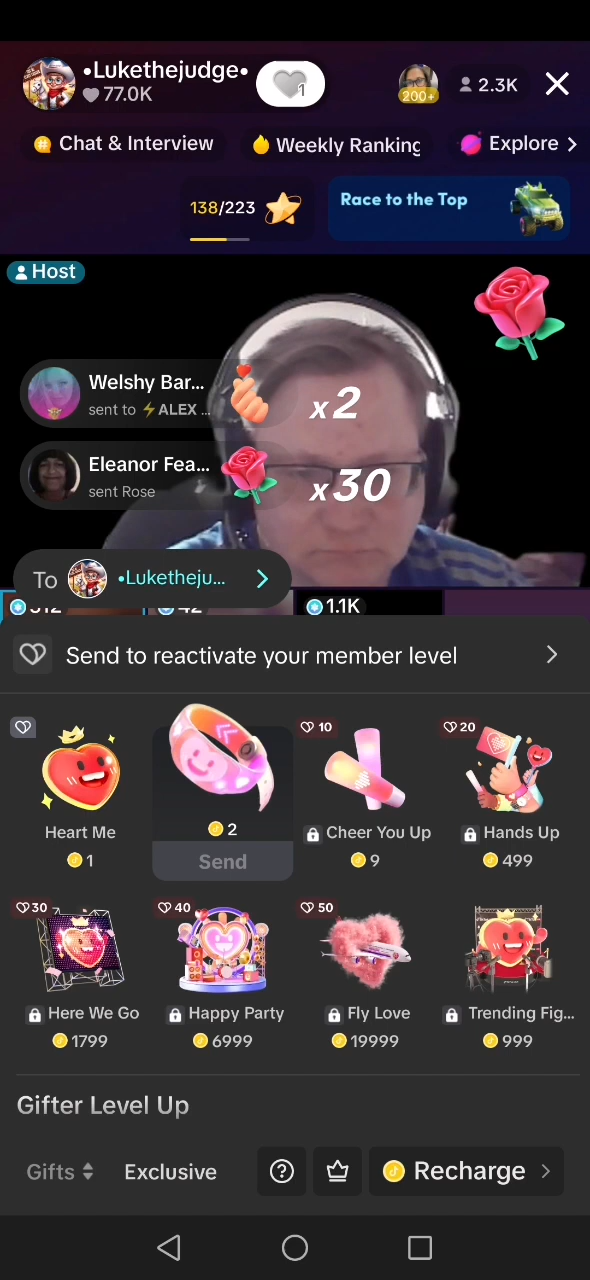 •Lukethejudge•
77.0K
1
200+
2.3K
Chat & Interview
Weekly Ranking
Explore
138/223
Race to the Top
Host
Welshy Bar...
sent to ⚡ALEX ...
x2
Eleanor Fea...
sent Rose
x30
To •Luketheju...
312
42
1.1K
Send to reactivate your member level
10
20
2
Send
Heart Me
1
Cheer You Up
9
Hands Up
499
30
40
50
Here We Go
1799
Happy Party
6999
Fly Love
19999
Trending Fig...
999
Gifter Level Up
Gifts
Exclusive
Recharge